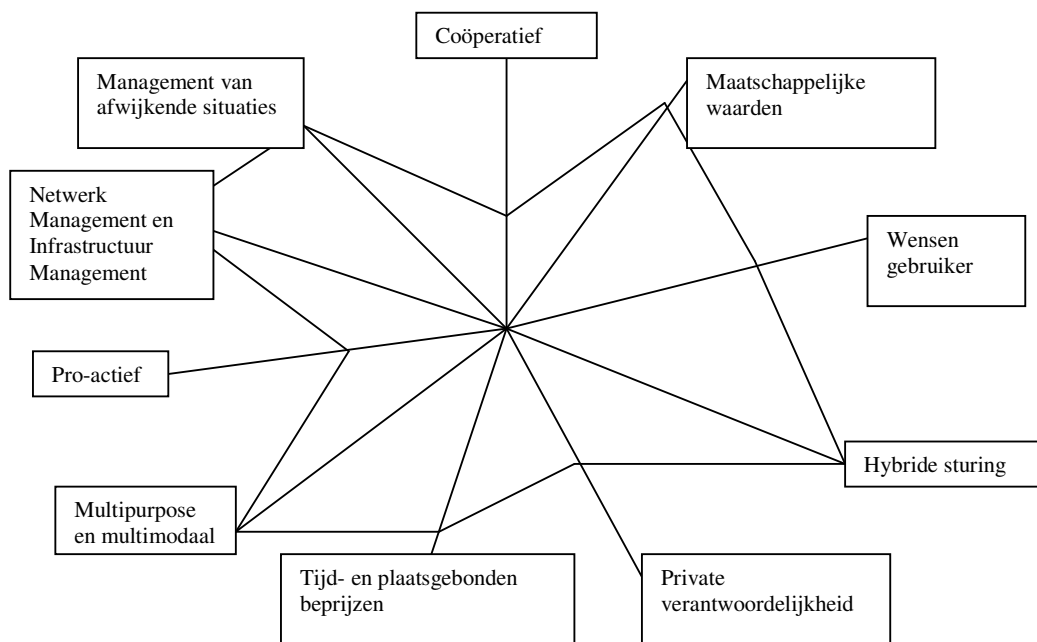 Coöperatief
Management van
afwijkende situaties
Maatschappelijke
waarden
Netwerk
Management en
Infrastructuur
Management
Wensen
gebruiker
Pro-actief
Hybride sturing
Multipurpose
en multimodaal
Tijd- en plaatsgebonden
beprijzen
Private
verantwoordelijkheid